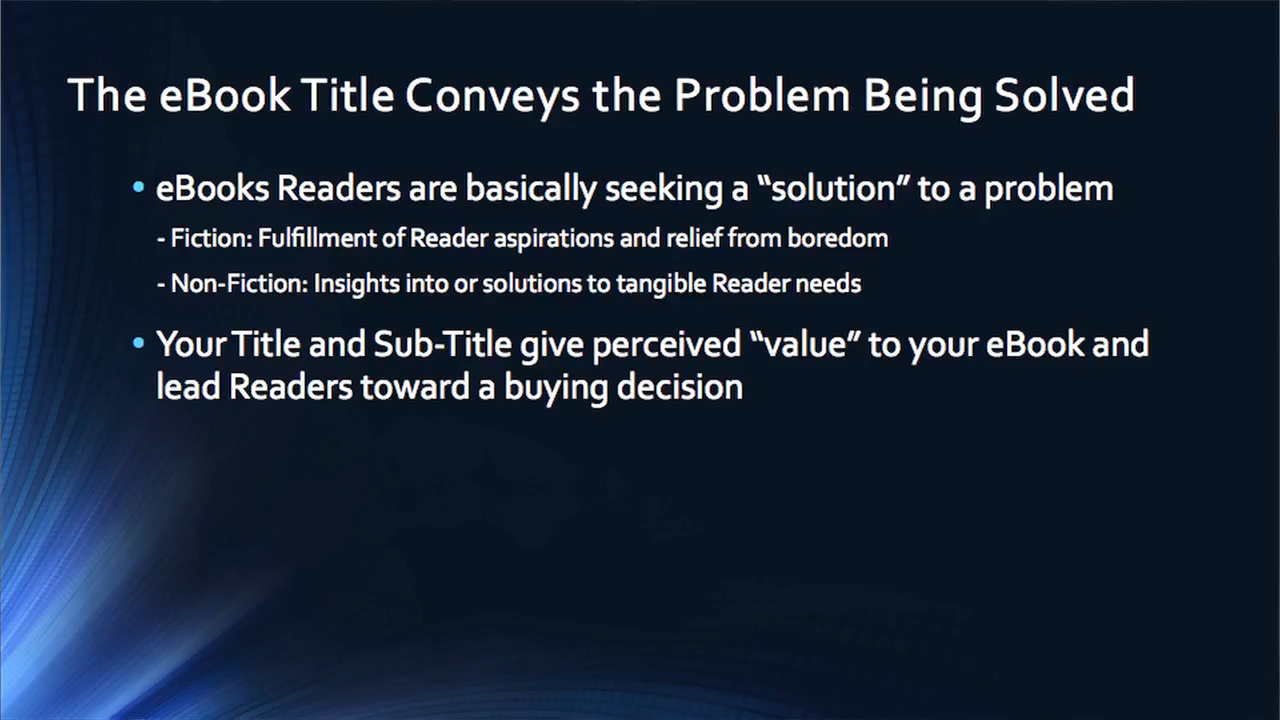 The eBook Title Conveys the Problem Being Solved
• eBooks Readers are basically seeking a “solution” to a problem
- Fiction: Fulfillment of Reader aspirations and relief from boredom
- Non-Fiction: Insights into or solutions to tangible Reader needs
• Your Title and Sub-Title give perceived “value” to your eBook and
lead Readers toward a buying decision